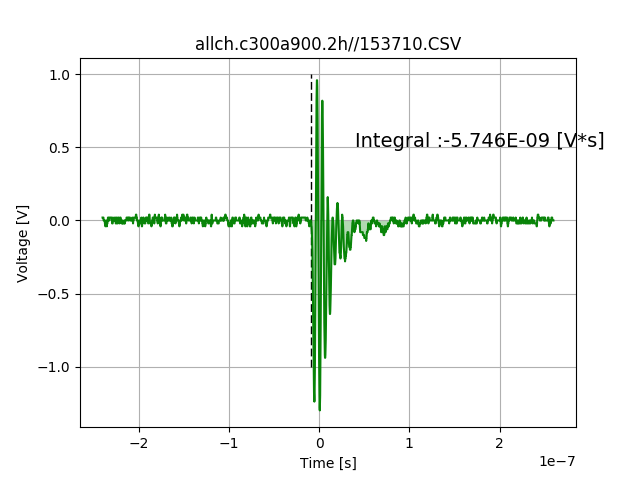 allch.c300a900.2h//153710.CSV
1.0
Integral :-5.746E-09 [V*s]
0.5
0.0
−0.5
−1.0
Voltage [V]
−2 −1 0 1 2
Time [s]
1e−7